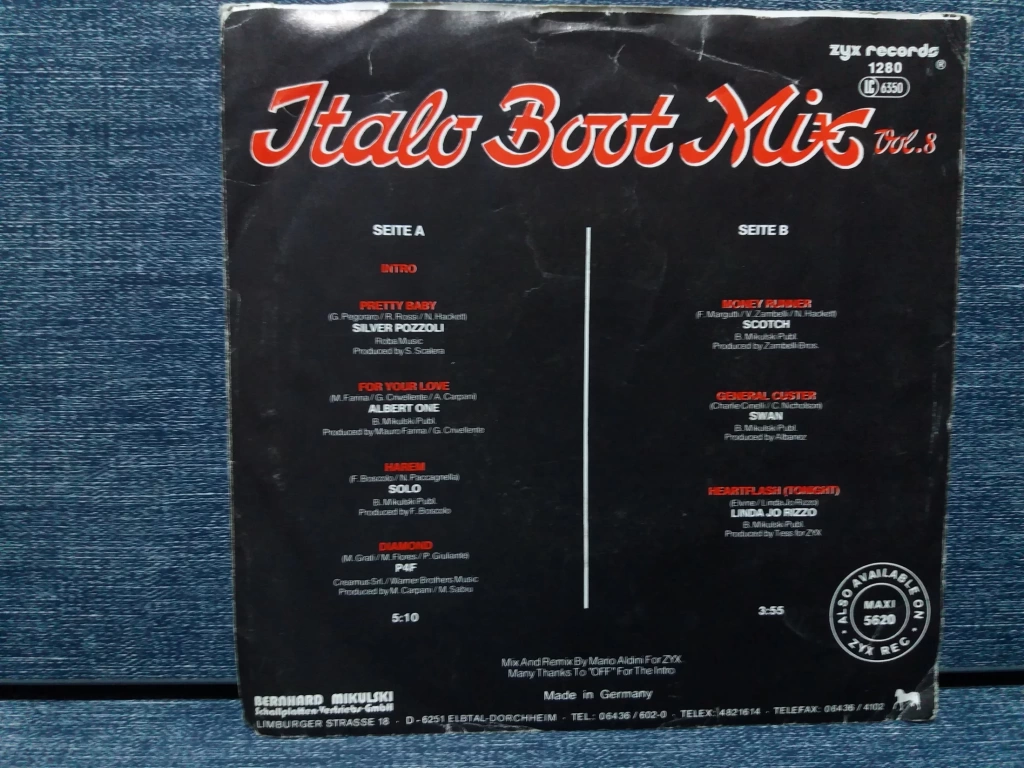 zyx records
1280
®
LC 6350
Italo Boot Mix Vol.8
SEITE A
INTRO
PRETTY BABY
(G. Pegoraro / R. Rossi / N. Hackett)
SILVER POZZOLI
Roba Music
Produced by S. Scalera
FOR YOUR LOVE
(M. Farina / G. Crivellente / A. Carpani)
ALBERT ONE
B. Mikulski Publ.
Produced by Mauro Farina / G. Crivellente
HAREM
(F. Boscolo / N. Paccagnella)
SOLO
B. Mikulski Publ.
Produced by F. Boscolo
DIAMOND
(M. Grati / M. Flores / P. Giuliante)
P4F
Creamus Srl. / Warner Brothers Music
Produced by M. Carpani / M. Sabiu
5:10
SEITE B
MONEY RUNNER
(F. Margutti / V. Zambelli / N. Hackett)
SCOTCH
B. Mikulski Publ.
Produced by Zambelli Bros.
GENERAL CUSTER
(Charlie Cinelli / C. Nicholson)
SWAN
B. Mikulski Publ.
Produced by Albanez
HEARTFLASH (TONIGHT)
(Elvine / Linda Jo Rizzo)
LINDA JO RIZZO
B. Mikulski Publ.
Produced by Tess for ZYX
3:55
ALSO AVAILABLE ON
MAXI
5620
ZYX REC.
Mix And Remix By Mario Aldini For ZYX
Many Thanks To "OFF" For The Intro
Made in Germany
BERNHARD MIKULSKI
Schallplatten-Vertriebs-GmbH
LIMBURGER STRASSE 18 · D-6251 ELBTAL-DORCHHEIM · TEL.: 06436 / 602-0 · TELEX: 4821614 · TELEFAX: 06436 / 4102